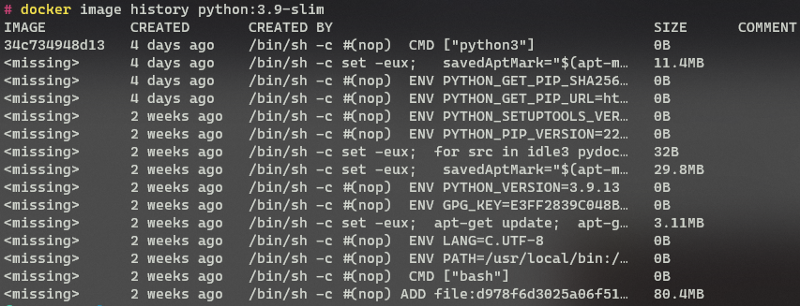 # docker image history python:3.9-slim
IMAGE CREATED CREATED BY SIZE COMMENT
34c734948d13 4 days ago /bin/sh -c #(nop) CMD ["python3"] 0B
<missing> 4 days ago /bin/sh -c set -eux; savedAptMark="$(apt-m… 11.4MB
<missing> 4 days ago /bin/sh -c #(nop) ENV PYTHON_GET_PIP_SHA256… 0B
<missing> 4 days ago /bin/sh -c #(nop) ENV PYTHON_GET_PIP_URL=ht… 0B
<missing> 2 weeks ago /bin/sh -c #(nop) ENV PYTHON_SETUPTOOLS_VER… 0B
<missing> 2 weeks ago /bin/sh -c #(nop) ENV PYTHON_PIP_VERSION=22… 0B
<missing> 2 weeks ago /bin/sh -c set -eux; for src in idle3 pydoc… 32B
<missing> 2 weeks ago /bin/sh -c set -eux; savedAptMark="$(apt-m… 29.8MB
<missing> 2 weeks ago /bin/sh -c #(nop) ENV PYTHON_VERSION=3.9.13 0B
<missing> 2 weeks ago /bin/sh -c #(nop) ENV GPG_KEY=E3FF2839C048B… 0B
<missing> 2 weeks ago /bin/sh -c set -eux; apt-get update; apt-g… 3.11MB
<missing> 2 weeks ago /bin/sh -c #(nop) ENV LANG=C.UTF-8 0B
<missing> 2 weeks ago /bin/sh -c #(nop) ENV PATH=/usr/local/bin:/… 0B
<missing> 2 weeks ago /bin/sh -c #(nop) CMD ["bash"] 0B
<missing> 2 weeks ago /bin/sh -c #(nop) ADD file:d978f6d3025a06f51… 80.4MB